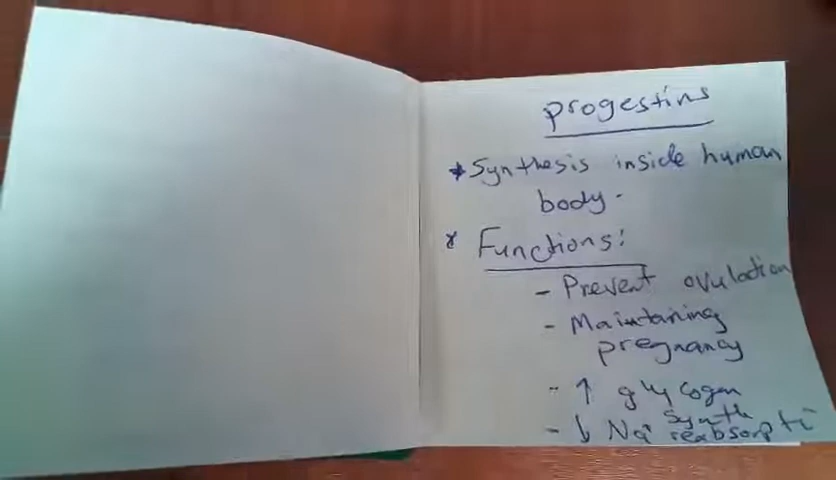 progestins
* Synthesis inside human
body.
* Functions:
- Prevent ovulation
- Maintaining
pregnancy
- ↑ glycogen
synth
- ↓ Na⁺ reabsorpti